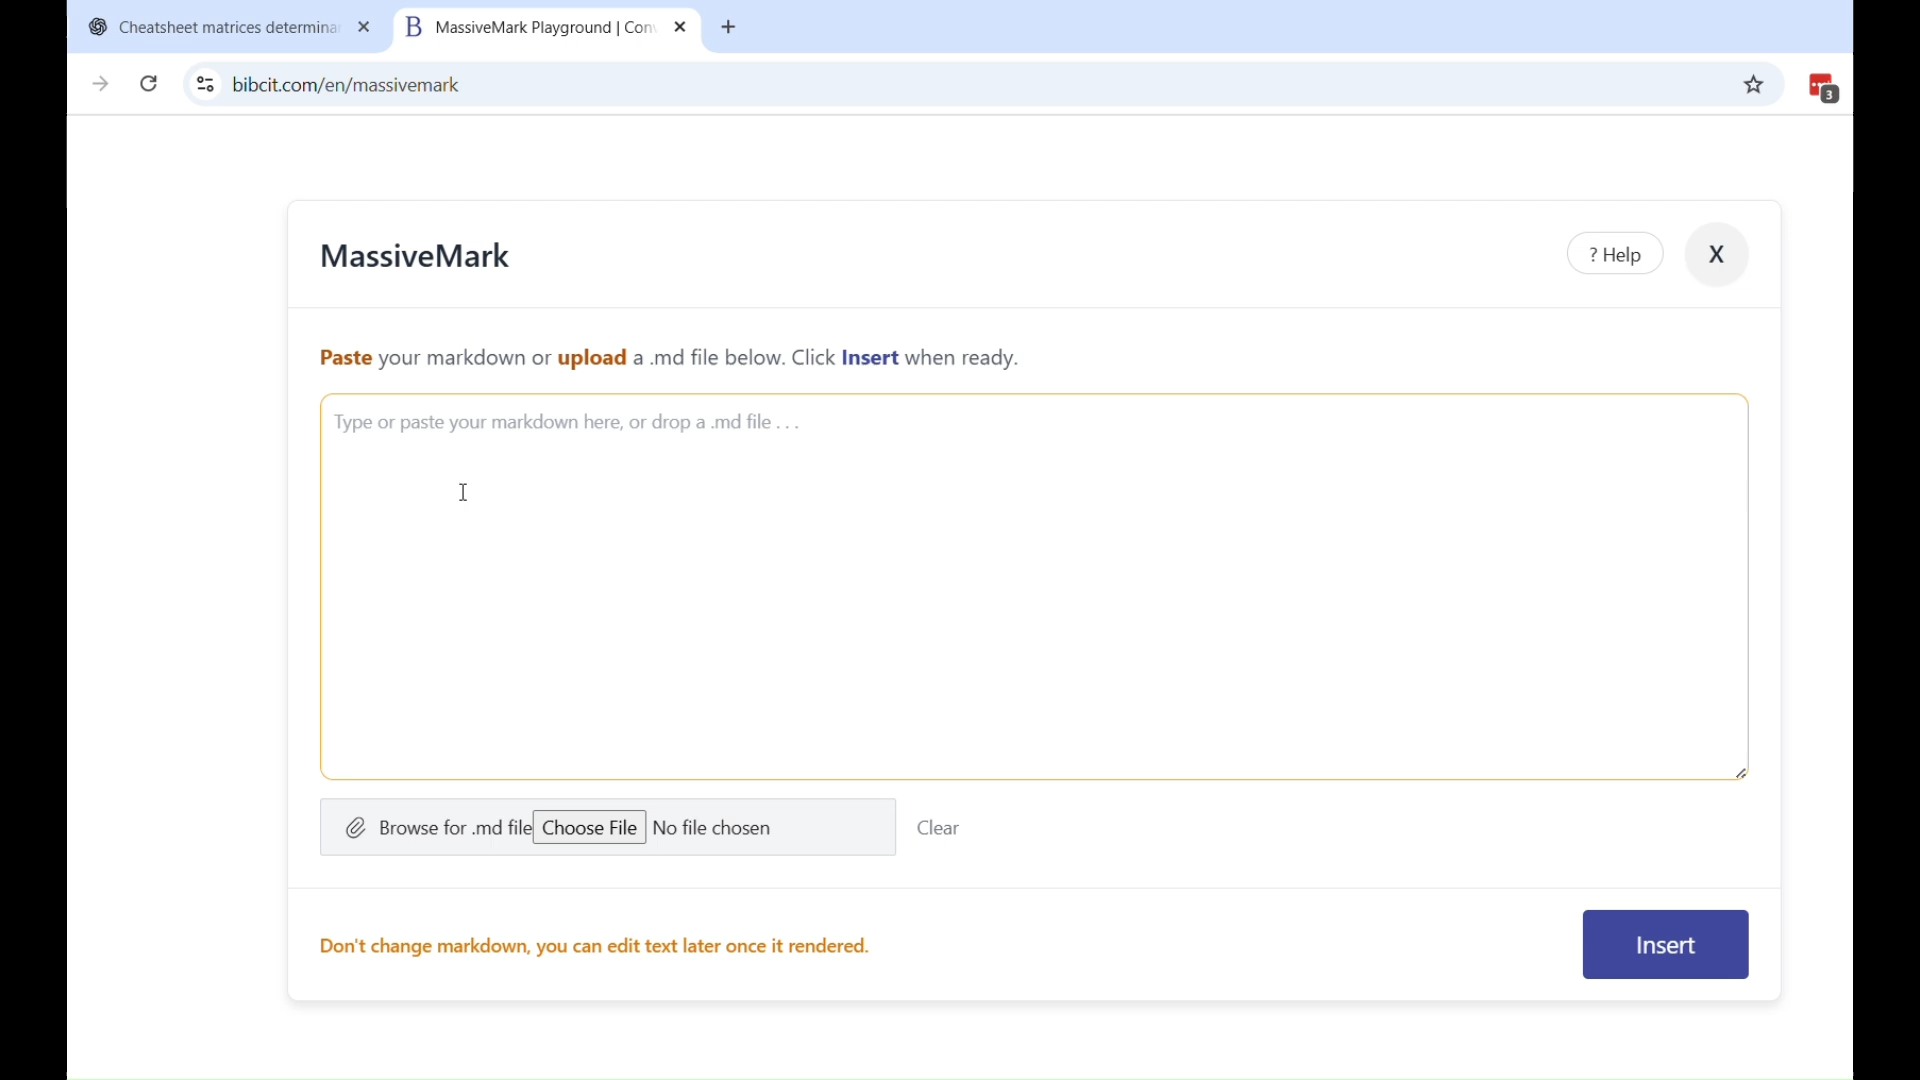 Cheatsheet matrices determina
MassiveMark Playground | Con
bibcit.com/en/massivemark
3
MassiveMark
? Help
X
Paste your markdown or upload a .md file below. Click Insert when ready.
Type or paste your markdown here, or drop a .md file . . .
Browse for .md file Choose File No file chosen
Clear
Don't change markdown, you can edit text later once it rendered.
Insert